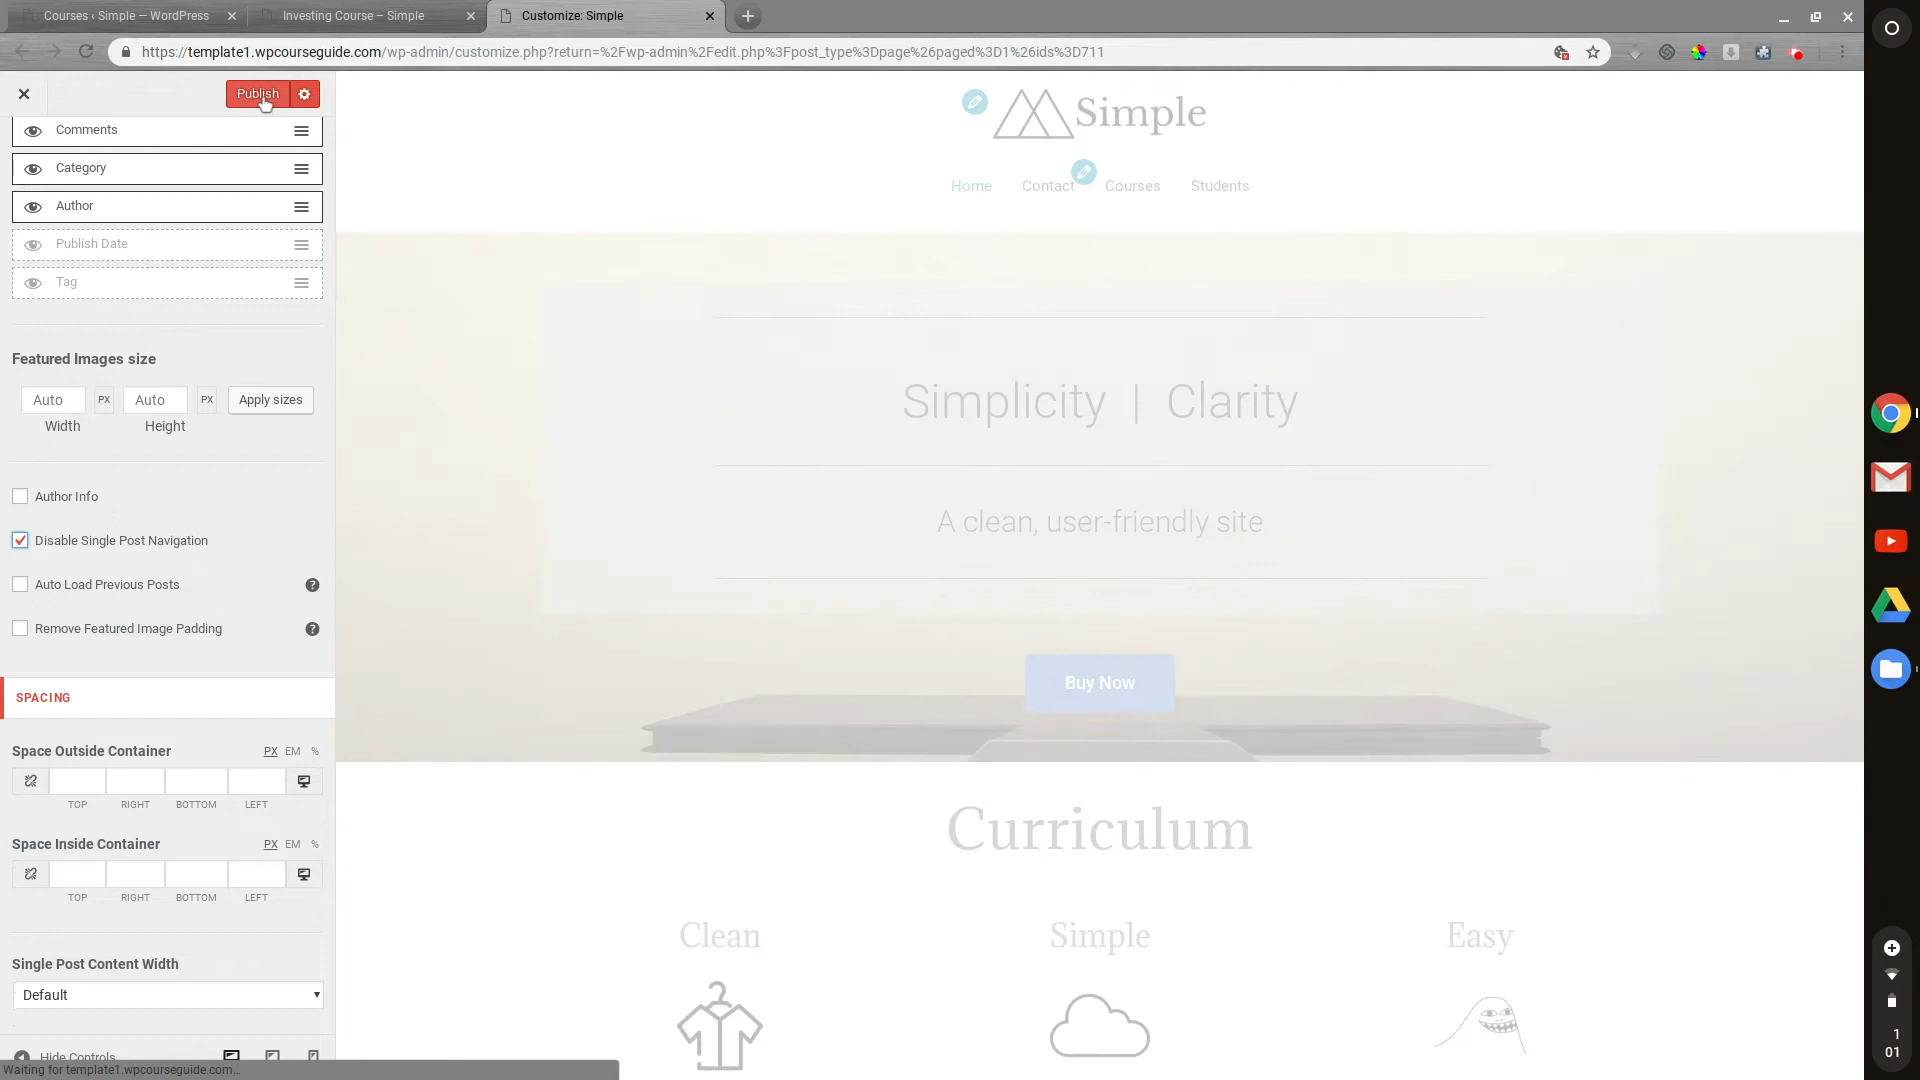 Courses ‹ Simple — WordPress
Investing Course – Simple
Customize: Simple
https://template1.wpcourseguide.com/wp-admin/customize.php?return=%2Fwp-admin%2Fedit.php%3Fpost_type%3Dpage%26paged%3D1%26ids%3D711
Publish
Comments
Category
Author
Publish Date
Tag
Featured Images size
Auto PX Auto PX Apply sizes
Width Height
Author Info
Disable Single Post Navigation
Auto Load Previous Posts
Remove Featured Image Padding
SPACING
Space Outside Container PX EM %
TOP RIGHT BOTTOM LEFT
Space Inside Container PX EM %
TOP RIGHT BOTTOM LEFT
Single Post Content Width
Default
Hide Controls
Waiting for template1.wpcourseguide.com...
Simple
Home Contact Courses Students
Simplicity | Clarity
A clean, user-friendly site
Buy Now
Curriculum
Clean Simple Easy
1
01